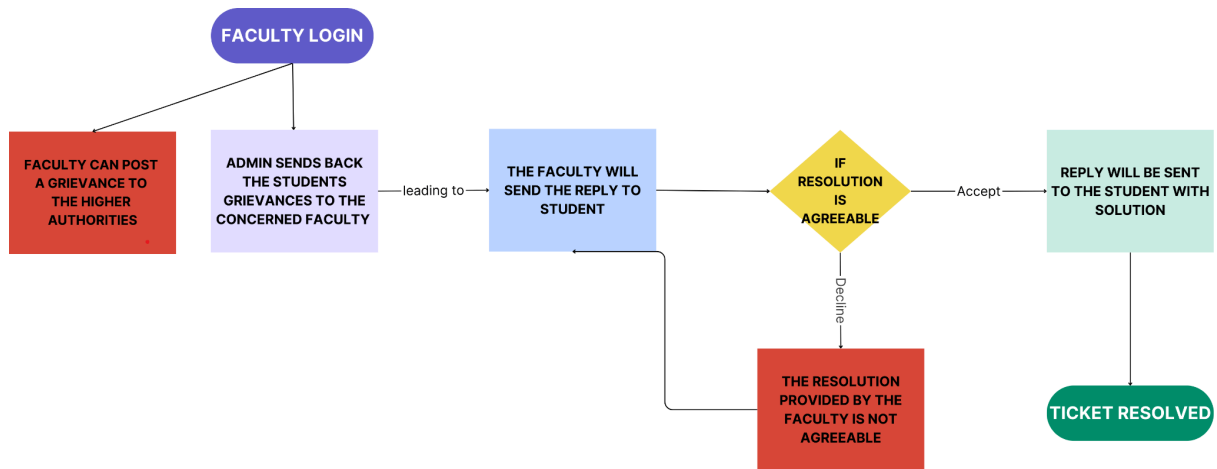 FACULTY LOGIN
FACULTY CAN POST
A GRIEVANCE TO
THE HIGHER
AUTHORITIES
ADMIN SENDS BACK
THE STUDENTS
GRIEVANCES TO THE
CONCERNED FACULTY
leading to
THE FACULTY WILL
SEND THE REPLY TO
STUDENT
IF
RESOLUTION
IS
AGREEABLE
Accept
REPLY WILL BE SENT
TO THE STUDENT WITH
SOLUTION
Decline
THE RESOLUTION
PROVIDED BY THE
FACULTY IS NOT
AGREEABLE
TICKET RESOLVED